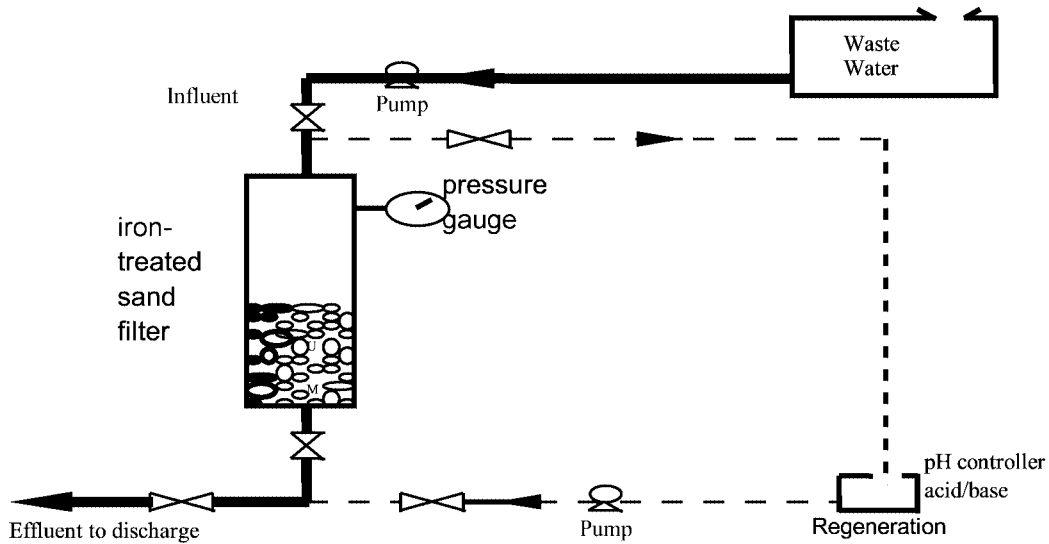 Waste
Water
Influent
Pump
pressure
gauge
iron-
treated
sand
filter
U
M
pH controller
acid/base
Effluent to discharge
Pump
Regeneration